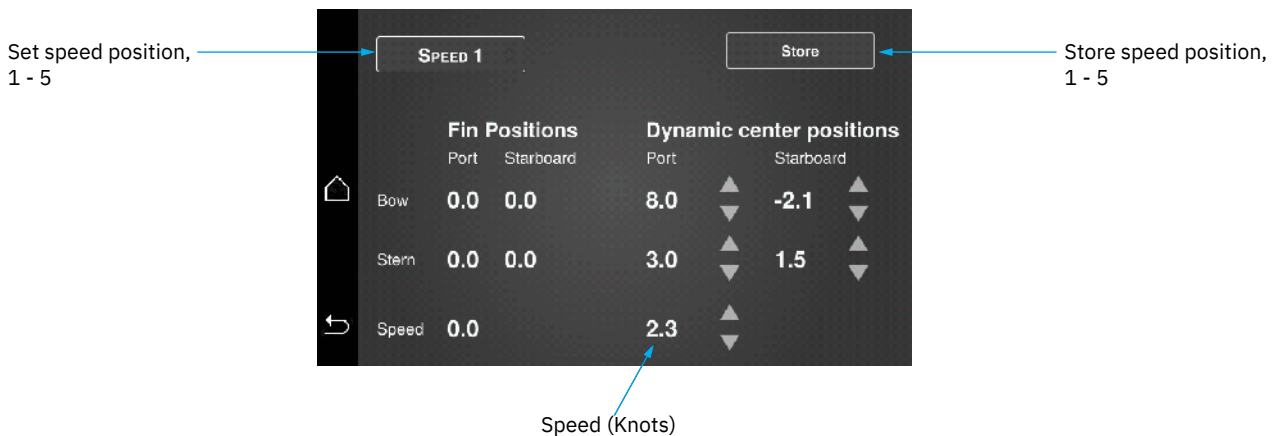 Set speed position,
1 - 5
SPEED 1
Store
Store speed position,
1 - 5
Fin Positions
Dynamic center positions
Port Starboard
Port Starboard
Bow 0.0 0.0 8.0 -2.1
Stern 0.0 0.0 3.0 1.5
Speed 0.0 2.3
Speed (Knots)